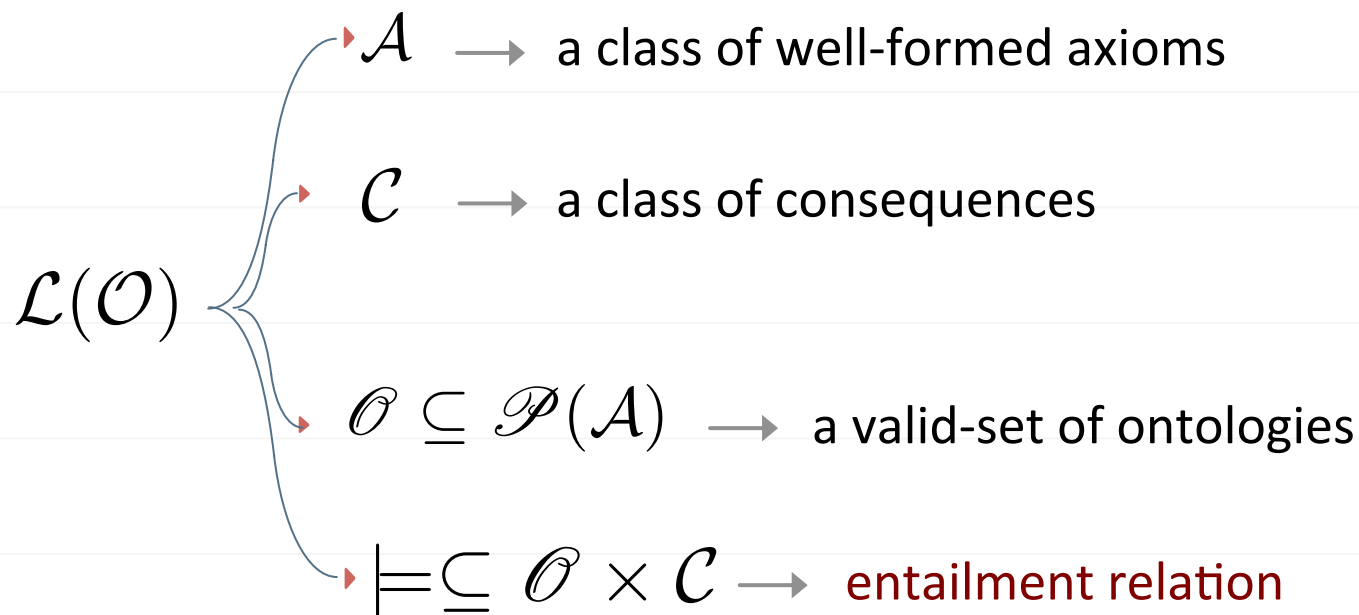 𝒜 ⟶ a class of well-formed axioms
𝒞 ⟶ a class of consequences
ℒ(𝒪)
𝒪 ⊆ 𝒫(𝒜) ⟶ a valid-set of ontologies
⊨⊆ 𝒪 × 𝒞 ⟶ entailment relation